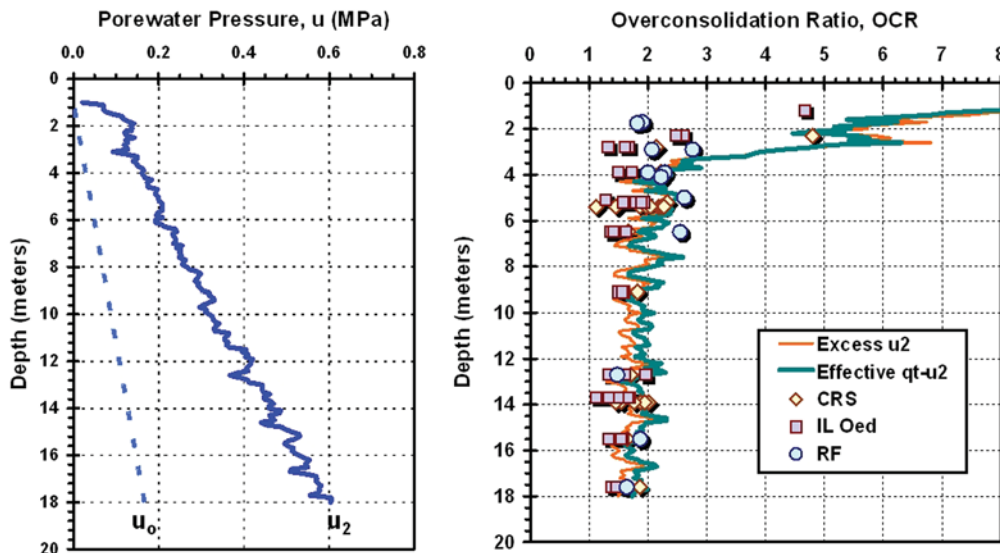 Porewater Pressure, u (MPa)
0.0 0.2 0.4 0.6 0.8
0
2
4
6
8
10
12
14
16
18
20
Depth (meters)
uo
u2
Overconsolidation Ratio, OCR
0 1 2 3 4 5 6 7 8
0
2
4
6
8
10
12
14
16
18
20
Depth (meters)
Excess u2
Effective qt-u2
CRS
IL Oed
RF